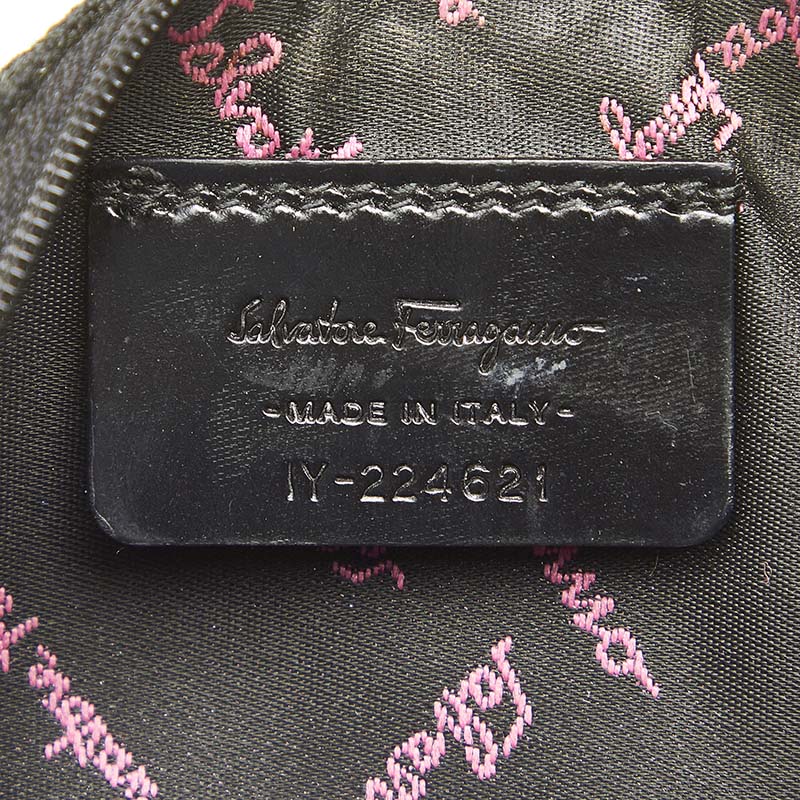 Salvatore Ferragamo
-MADE IN ITALY-
IY-224621